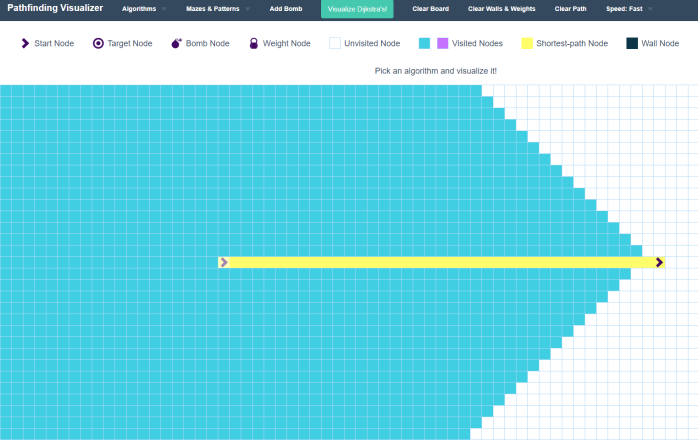 Pathfinding Visualizer Algorithms Mazes & Patterns Add Bomb Visualize Dijkstra's! Clear Board Clear Walls & Weights Clear Path Speed: Fast
Start Node Target Node Bomb Node Weight Node Unvisited Node Visited Nodes Shortest-path Node Wall Node
Pick an algorithm and visualize it!